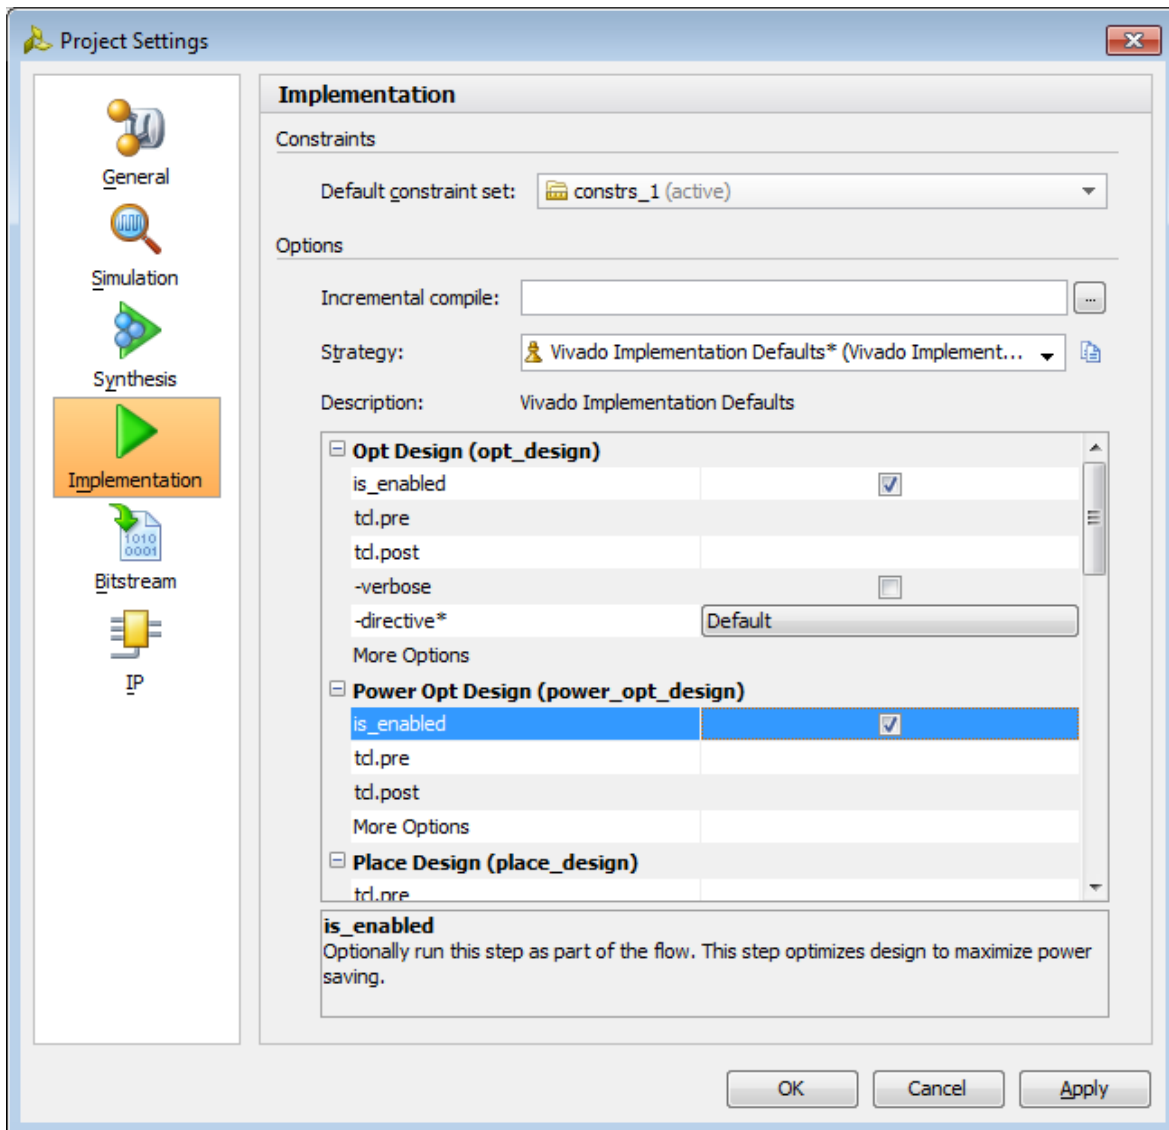 Project Settings
General
Simulation
Synthesis
Implementation
1010
0001
Bitstream
IP
Implementation
Constraints
Default constraint set: constrs_1 (active)
Options
Incremental compile: ...
Strategy: Vivado Implementation Defaults* (Vivado Implement...
Description: Vivado Implementation Defaults
Opt Design (opt_design)
is_enabled
tcl.pre
tcl.post
-verbose
-directive* Default
More Options
Power Opt Design (power_opt_design)
is_enabled
tcl.pre
tcl.post
More Options
Place Design (place_design)
tcl.pre
is_enabled
Optionally run this step as part of the flow. This step optimizes design to maximize power
saving.
OK Cancel Apply